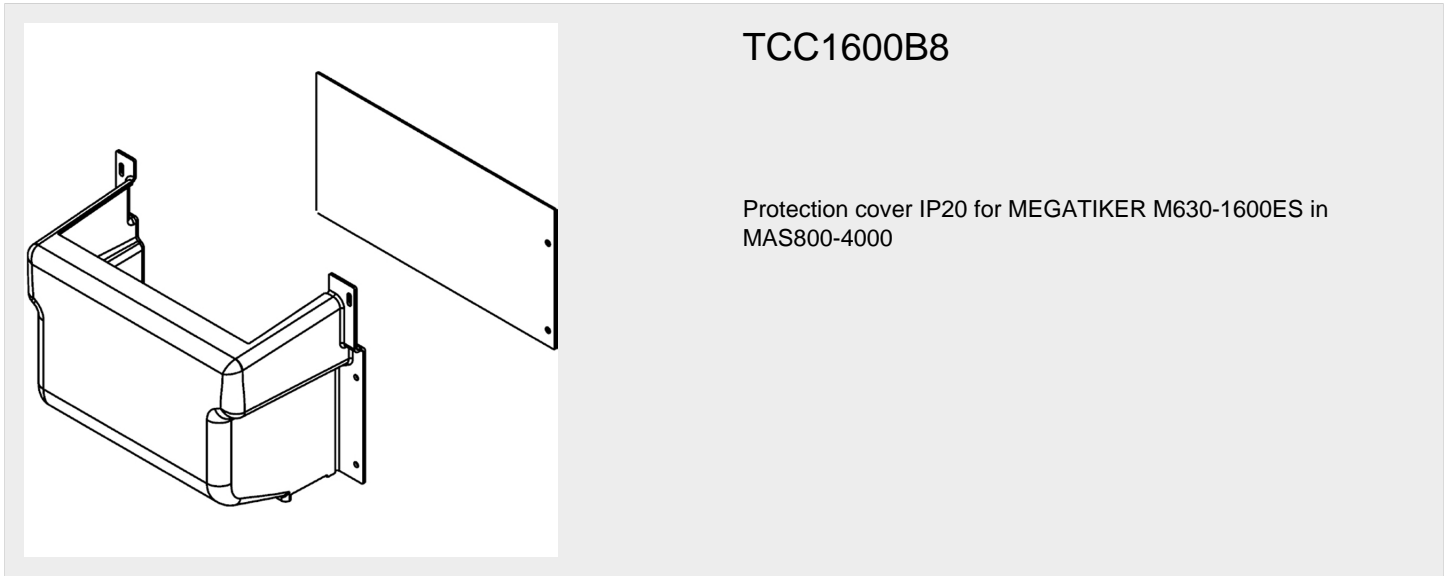 TCC1600B8
Protection cover IP20 for MEGATIKER M630-1600ES in
MAS800-4000